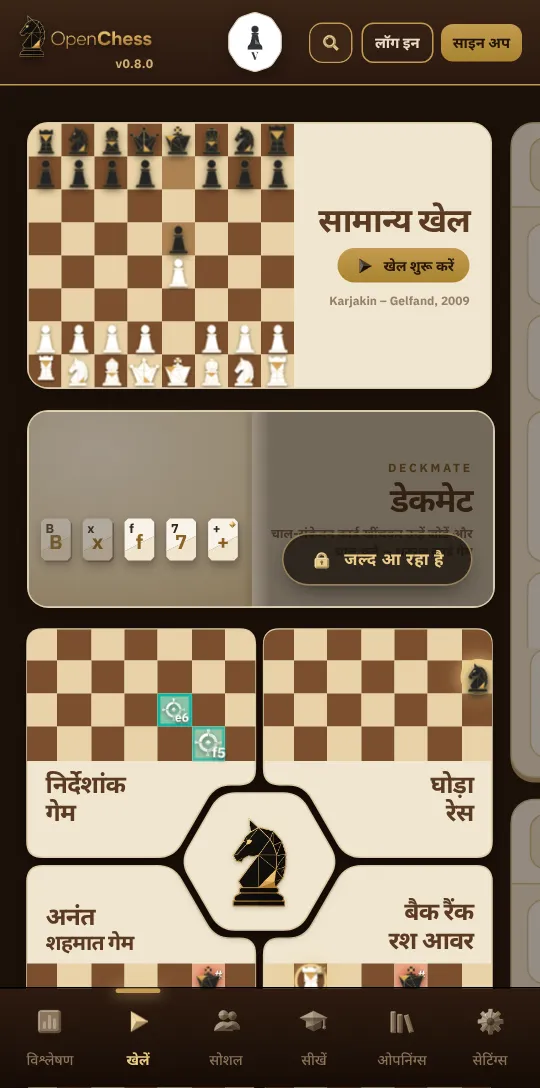 OpenChess
v0.8.0
V
लॉग इन
साइन अप
सामान्य खेल
खेल शुरू करें
Karjakin – Gelfand, 2009
DECKMATE
डेकमेट
B x f 7 +
B x f 7 +
जल्द आ रहा है
e6
f5
निर्देशांक
गेम
घोड़ा
रेस
अनंत
शहमात गेम
बैक रैंक
रश आवर
# #
विश्लेषण
खेलें
सोशल
सीखें
ओपनिंग्स
सेटिंग्स